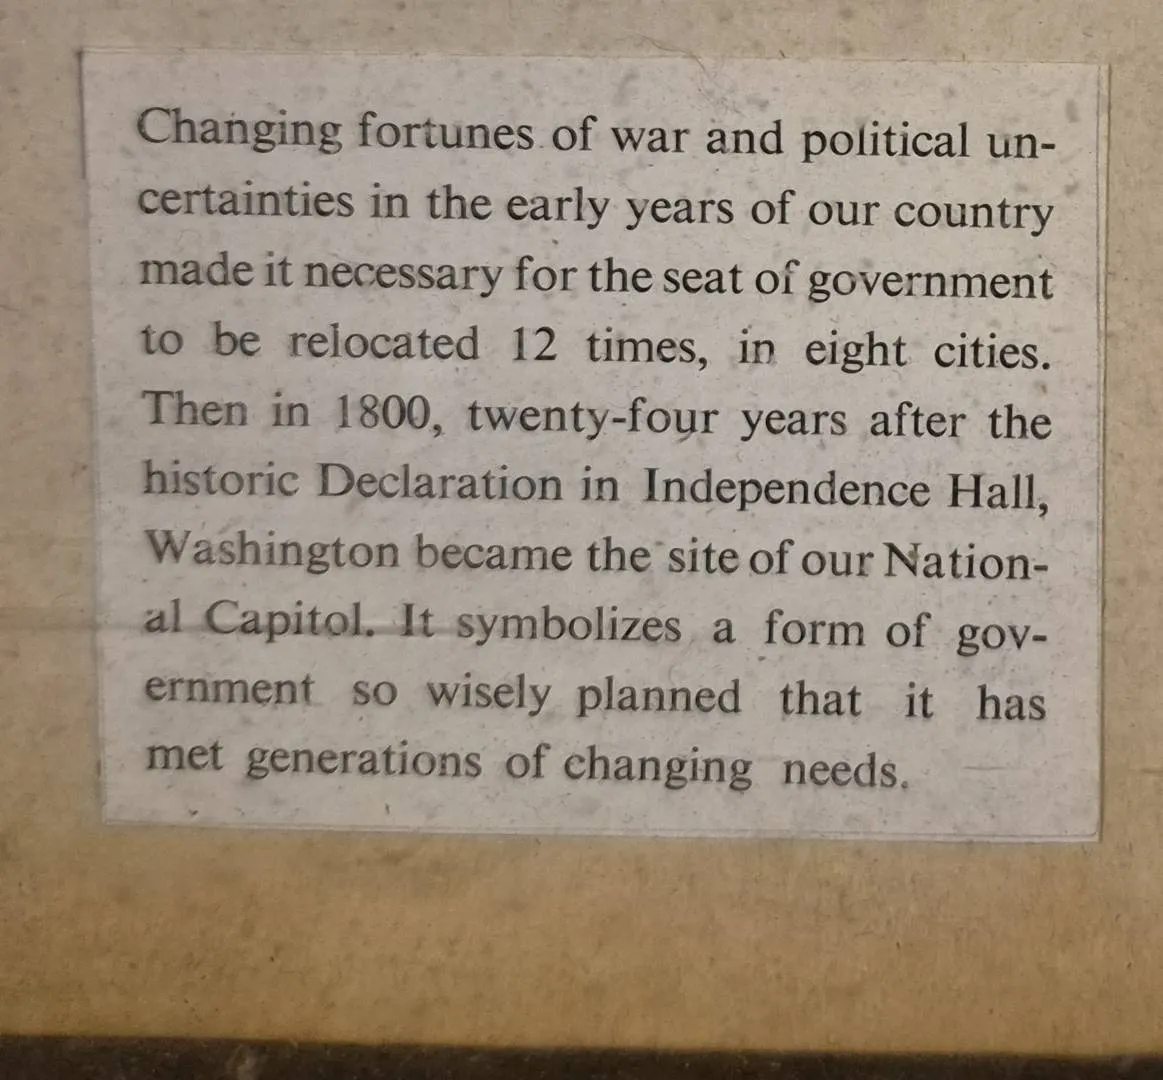 Changing fortunes of war and political un-
certainties in the early years of our country
made it necessary for the seat of government
to be relocated 12 times, in eight cities.
Then in 1800, twenty-four years after the
historic Declaration in Independence Hall,
Washington became the site of our Nation-
al Capitol. It symbolizes a form of gov-
ernment so wisely planned that it has
met generations of changing needs.